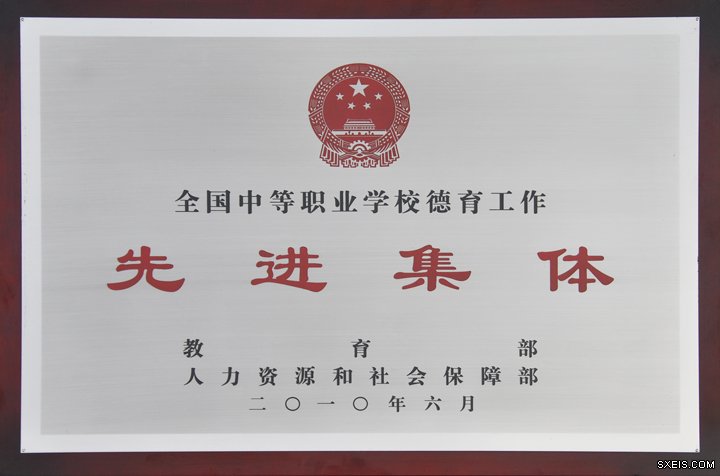 全国中等职业学校德育工作
先进集体
教育部
人力资源和社会保障部
二〇一〇年六月
SXEIS.COM